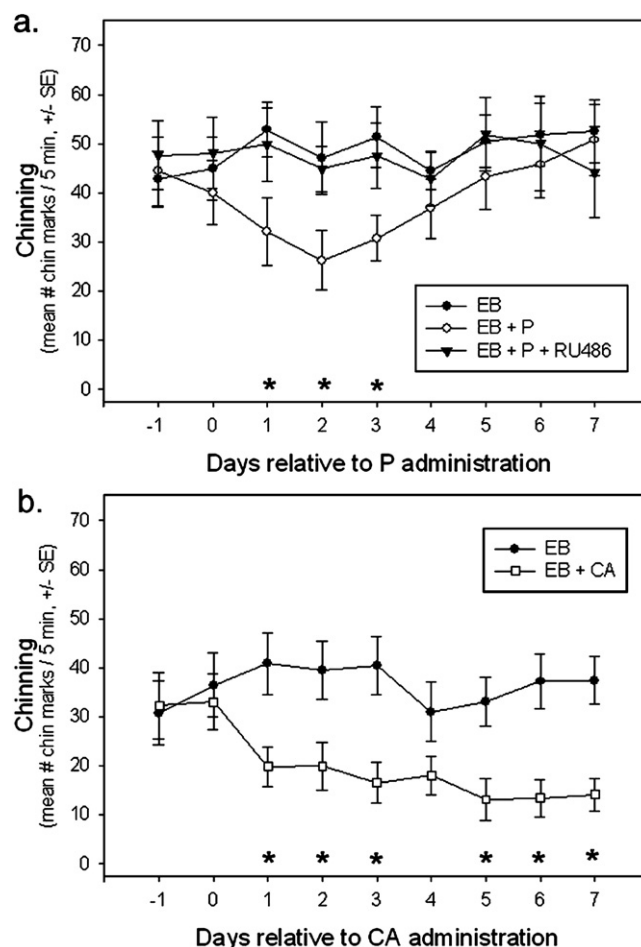 a.
Chinning
(mean # chin marks / 5 min, +/- SE)
70
60
50
40
30
20
10
0
EB
EB + P
EB + P + RU486
* * *
-1 0 1 2 3 4 5 6 7
Days relative to P administration
b.
Chinning
(mean # chin marks / 5 min, +/- SE)
70
60
50
40
30
20
10
0
EB
EB + CA
* * * * * *
-1 0 1 2 3 4 5 6 7
Days relative to CA administration